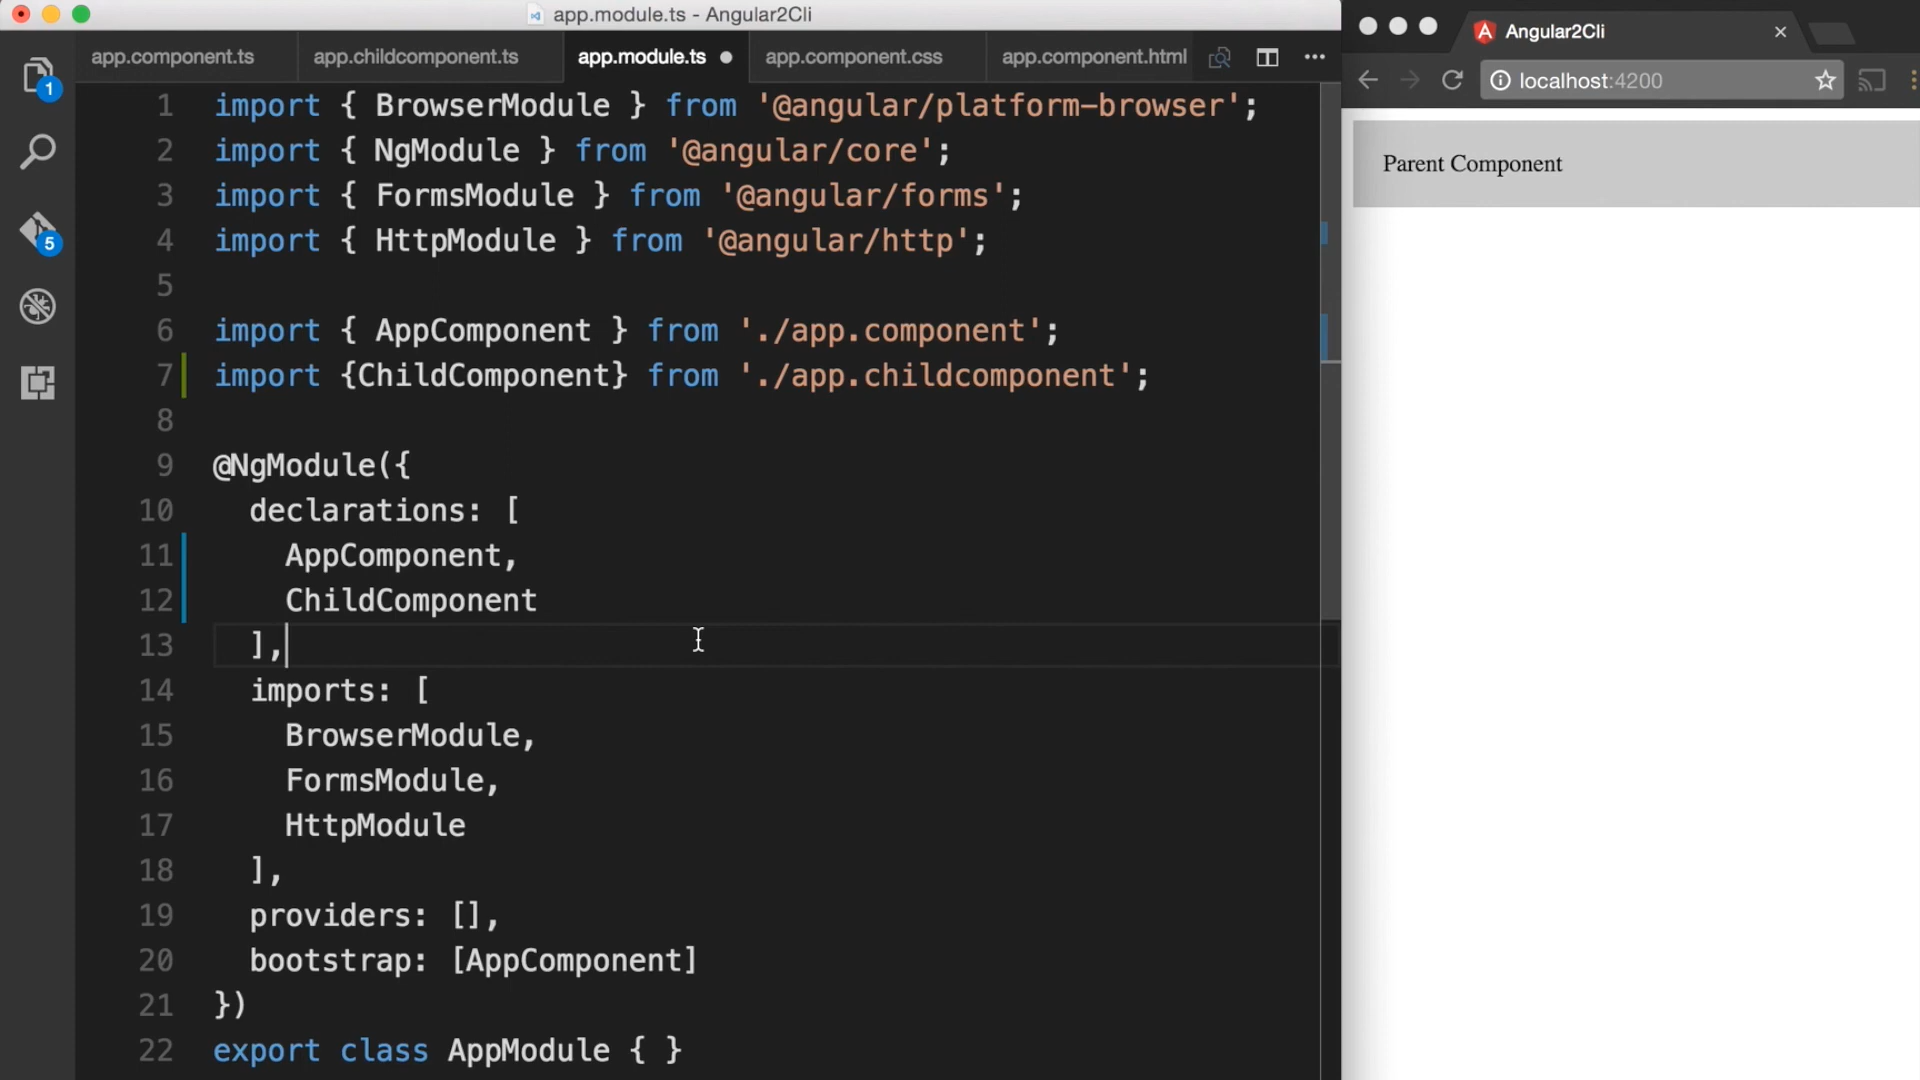 app.module.ts - Angular2Cli
app.component.ts app.childcomponent.ts app.module.ts app.component.css app.component.html
1
5
1 import { BrowserModule } from '@angular/platform-browser';
2 import { NgModule } from '@angular/core';
3 import { FormsModule } from '@angular/forms';
4 import { HttpModule } from '@angular/http';
5
6 import { AppComponent } from './app.component';
7 import {ChildComponent} from './app.childcomponent';
8
9 @NgModule({
10   declarations: [
11     AppComponent,
12     ChildComponent
13   ],
14   imports: [
15     BrowserModule,
16     FormsModule,
17     HttpModule
18   ],
19   providers: [],
20   bootstrap: [AppComponent]
21 })
22 export class AppModule { }
Angular2Cli
localhost:4200
Parent Component